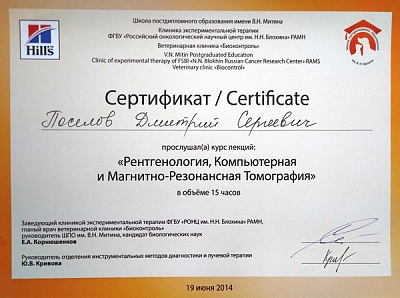 Школа постдипломного образования имени В.Н. Митина
Клиника экспериментальной терапии
ФГБУ «Российский онкологический научный центр им. Н.Н. Блохина» РАМН
Ветеринарная клиника «Биоконтроль»
V.N. Mitin Postgraduated Education
Clinic of experimental therapy of FSBI «N.N. Blokhin Russian Cancer Research Center» RAMS
Veterinary clinic «Biocontrol»
Hill's
Сертификат / Certificate
Поселов Дмитрий Сергеевич
прослушал(а) курс лекций:
«Рентгенология, Компьютерная
и Магнитно-Резонансная Томография»
в объёме 15 часов
Заведующий клиникой экспериментальной терапии ФГБУ «РОНЦ им. Н.Н. Блохина» РАМН,
главный врач ветеринарной клиники «Биоконтроль»
руководитель ШПО им. В.Н. Митина, кандидат биологических наук
Е.А. Корнюшенков
Руководитель отделения инструментальных методов диагностики и лучевой терапии
Ю.В. Кривова
19 июня 2014